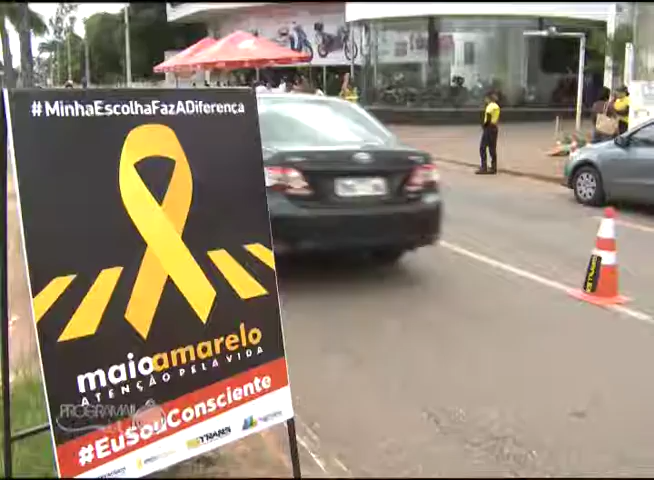 #MinhaEscolhaFazADiferença
maioamarelo
ATENÇÃO PELA VIDA
#EuSouConsciente